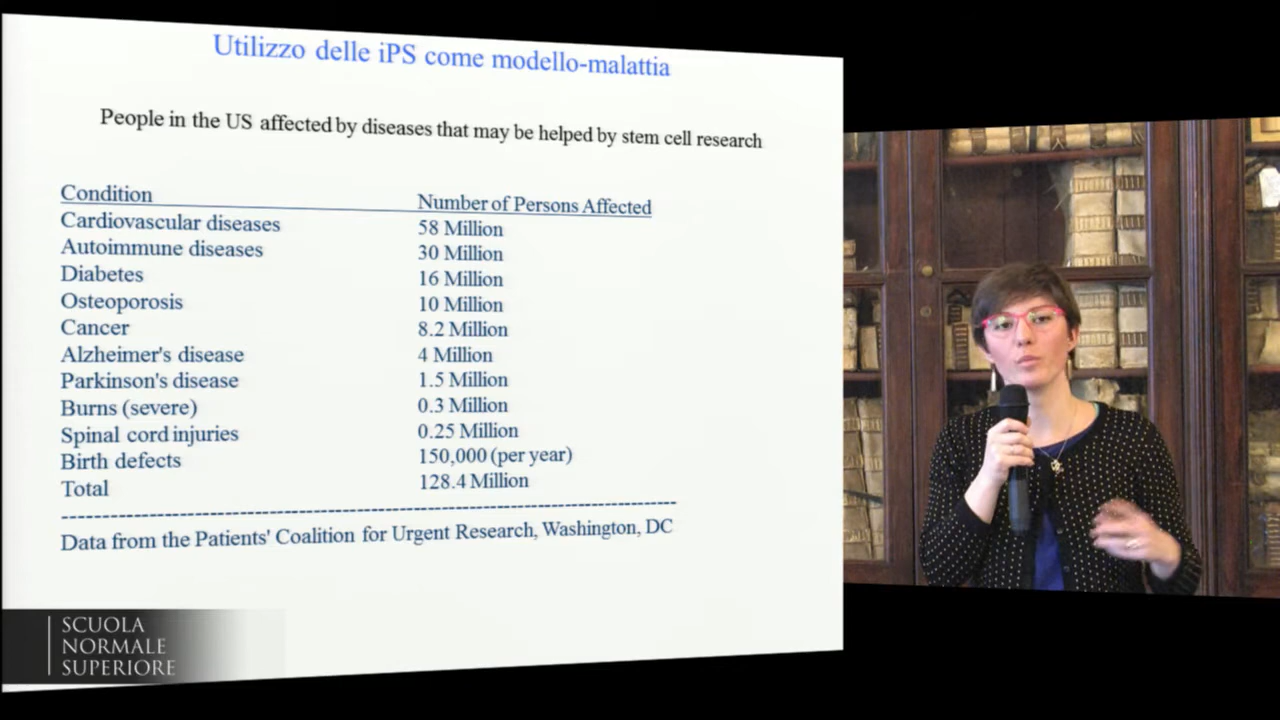 Utilizzo delle iPS come modello-malattia
People in the US affected by diseases that may be helped by stem cell research
Condition Number of Persons Affected
Cardiovascular diseases 58 Million
Autoimmune diseases 30 Million
Diabetes 16 Million
Osteoporosis 10 Million
Cancer 8.2 Million
Alzheimer's disease 4 Million
Parkinson's disease 1.5 Million
Burns (severe) 0.3 Million
Spinal cord injuries 0.25 Million
Birth defects 150,000 (per year)
Total 128.4 Million
--------------------------------------------------------------------------------
Data from the Patients' Coalition for Urgent Research, Washington, DC
SCUOLA
NORMALE
SUPERIORE